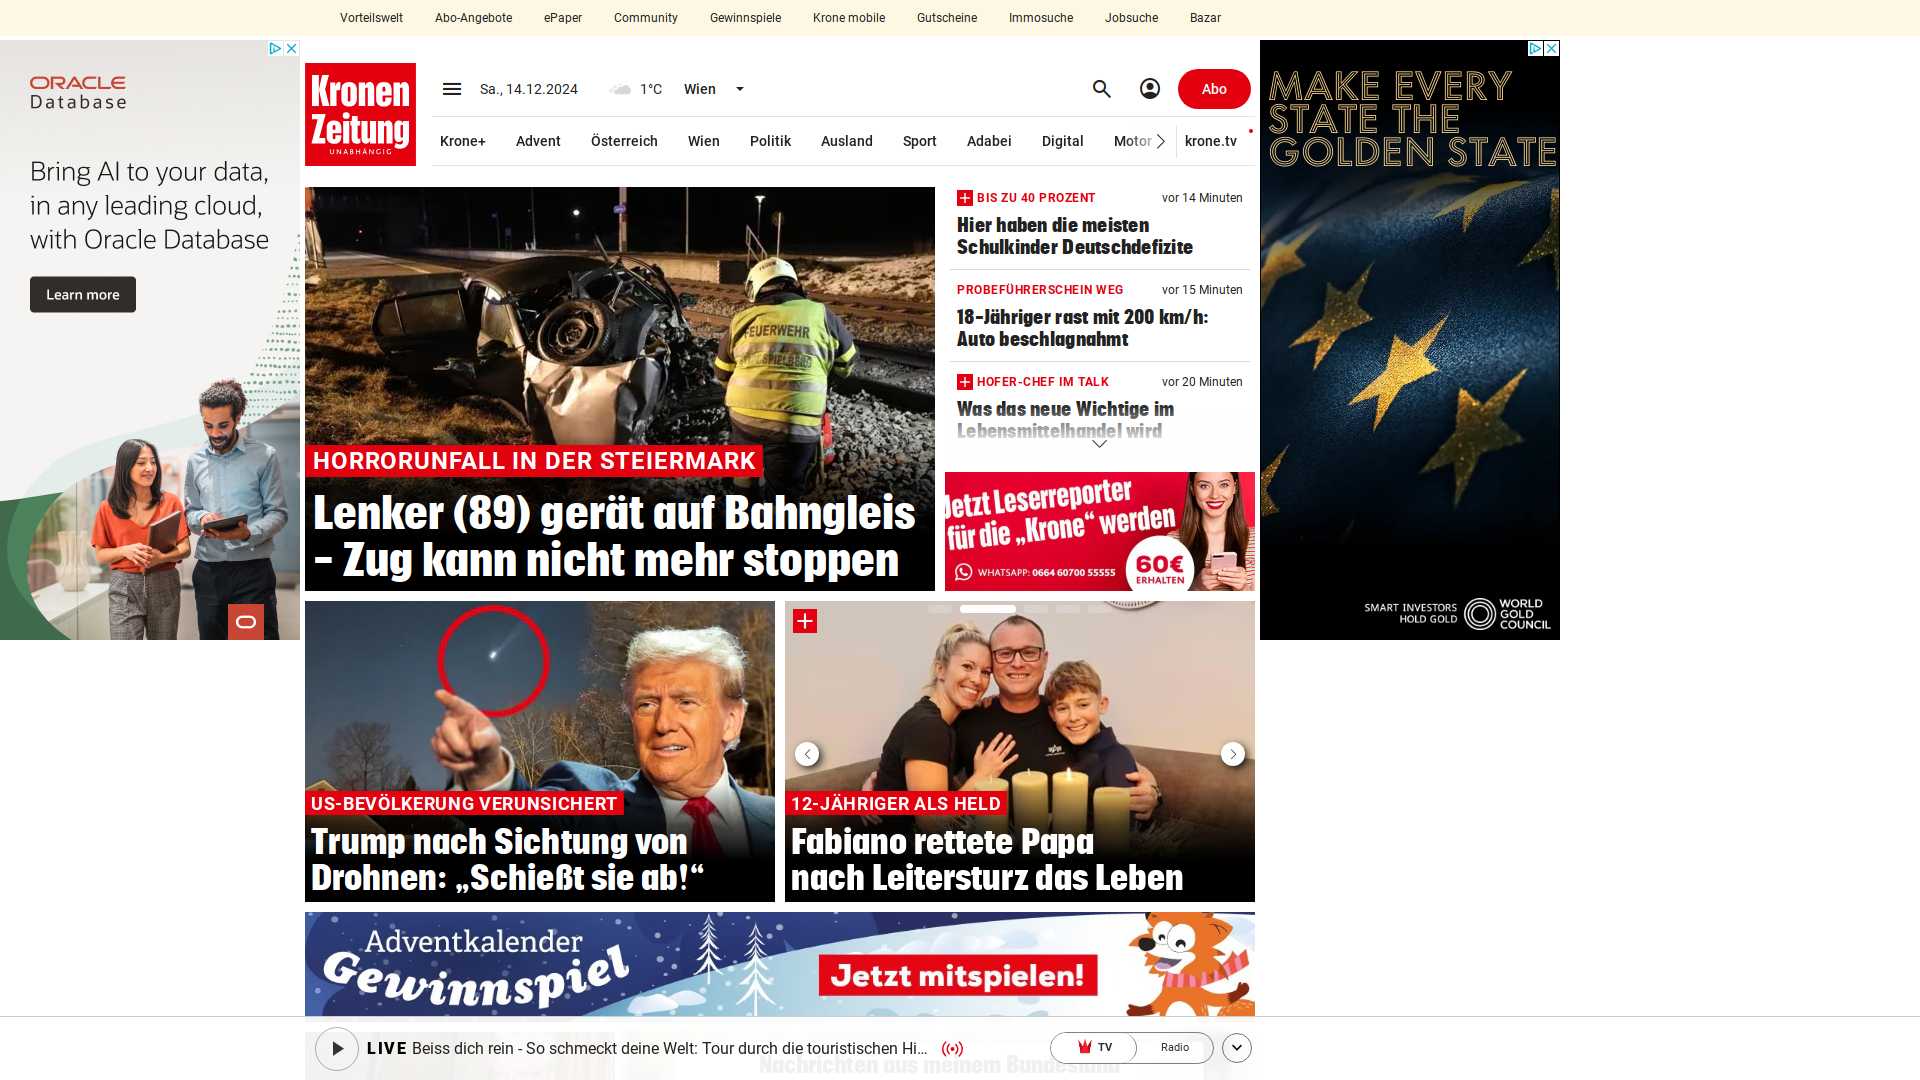 Vorteilswelt Abo-Angebote ePaper Community Gewinnspiele Krone mobile Gutscheine Immosuche Jobsuche Bazar
ORACLE
Database
Bring AI to your data,
in any leading cloud,
with Oracle Database
Learn more
Kronen
Zeitung
UNABHÄNGIG
Sa., 14.12.2024 1°C Wien
Abo
Krone+ Advent Österreich Wien Politik Ausland Sport Adabei Digital Motor krone.tv
FEUERWEHR
HORRORUNFALL IN DER STEIERMARK
Lenker (89) gerät auf Bahngleis
– Zug kann nicht mehr stoppen
BIS ZU 40 PROZENT vor 14 Minuten
Hier haben die meisten
Schulkinder Deutschdefizite
PROBEFÜHRERSCHEIN WEG vor 15 Minuten
18-Jähriger rast mit 200 km/h:
Auto beschlagnahmt
HOFER-CHEF IM TALK vor 20 Minuten
Was das neue Wichtige im
Lebensmittelhandel wird
Jetzt Leserreporter
für die „Krone“ werden
WHATSAPP: 0664 60700 55555
60€
ERHALTEN
US-BEVÖLKERUNG VERUNSICHERT
Trump nach Sichtung von
Drohnen: „Schießt sie ab!“
12-JÄHRIGER ALS HELD
Fabiano rettete Papa
nach Leitersturz das Leben
MAKE EVERY
STATE THE
GOLDEN STATE
SMART INVESTORS
HOLD GOLD
WORLD
GOLD
COUNCIL
Adventkalender
Gewinnspiel
Jetzt mitspielen!
LIVE Beiss dich rein - So schmeckt deine Welt: Tour durch die touristischen Hi...
TV Radio
Nachrichten aus meinem Bundesland